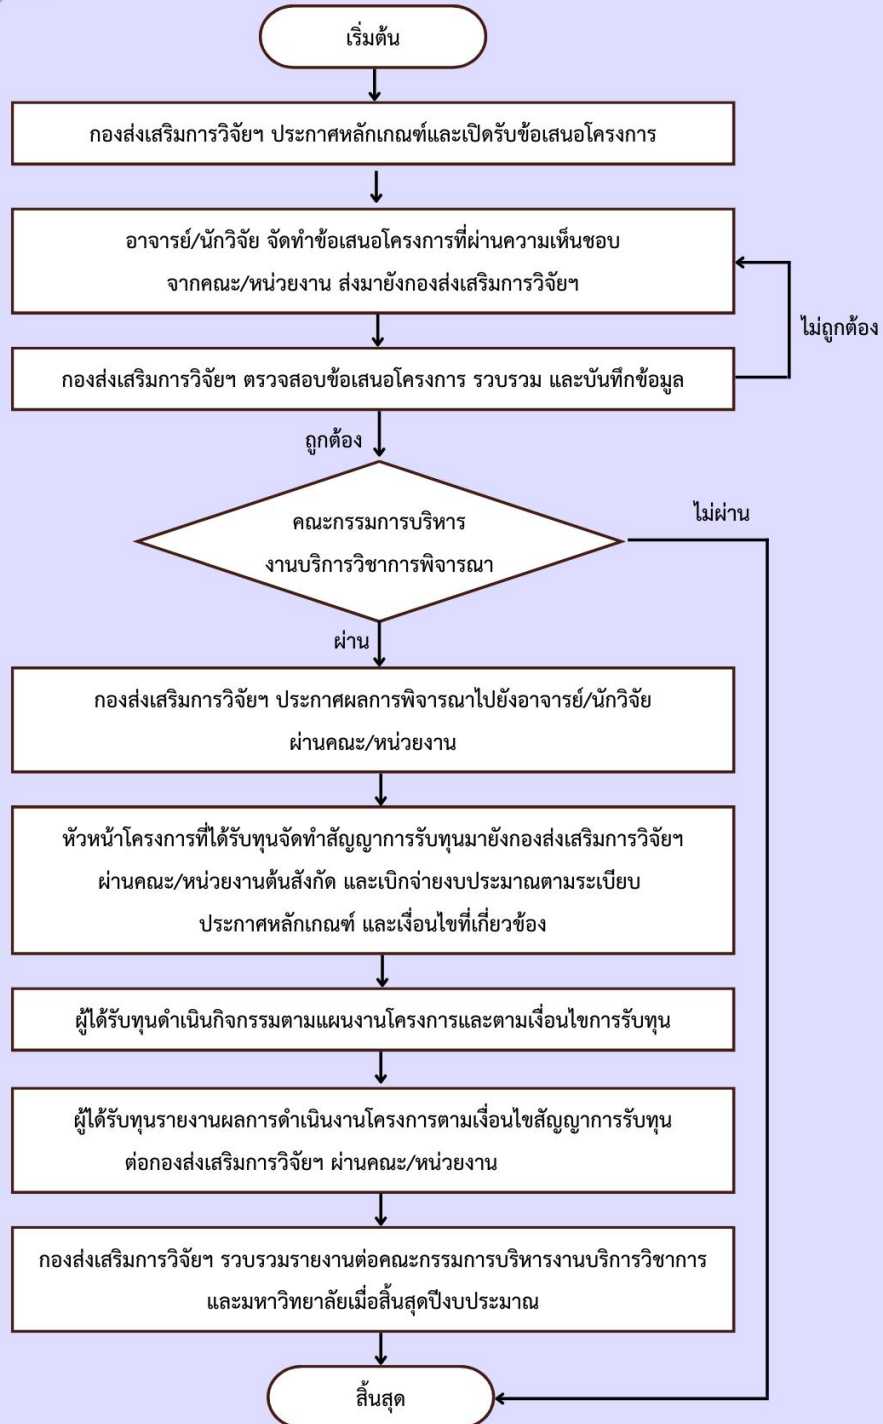 เริ่มต้น
กองส่งเสริมการวิจัยฯ ประกาศหลักเกณฑ์และเปิดรับข้อเสนอโครงการ
อาจารย์/นักวิจัย จัดทำข้อเสนอโครงการที่ผ่านความเห็นชอบ
จากคณะ/หน่วยงาน ส่งมายังกองส่งเสริมการวิจัยฯ
ไม่ถูกต้อง
กองส่งเสริมการวิจัยฯ ตรวจสอบข้อเสนอโครงการ รวบรวม และบันทึกข้อมูล
ถูกต้อง
คณะกรรมการบริหาร
งานบริการวิชาการพิจารณา
ไม่ผ่าน
ผ่าน
กองส่งเสริมการวิจัยฯ ประกาศผลการพิจารณาไปยังอาจารย์/นักวิจัย
ผ่านคณะ/หน่วยงาน
หัวหน้าโครงการที่ได้รับทุนจัดทำสัญญาการรับทุนมายังกองส่งเสริมการวิจัยฯ
ผ่านคณะ/หน่วยงานต้นสังกัด และเบิกจ่ายงบประมาณตามระเบียบ
ประกาศหลักเกณฑ์ และเงื่อนไขที่เกี่ยวข้อง
ผู้ได้รับทุนดำเนินกิจกรรมตามแผนงานโครงการและตามเงื่อนไขการรับทุน
ผู้ได้รับทุนรายงานผลการดำเนินงานโครงการตามเงื่อนไขสัญญาการรับทุน
ต่อกองส่งเสริมการวิจัยฯ ผ่านคณะ/หน่วยงาน
กองส่งเสริมการวิจัยฯ รวบรวมรายงานต่อคณะกรรมการบริหารงานบริการวิชาการ
และมหาวิทยาลัยเมื่อสิ้นสุดปีงบประมาณ
สิ้นสุด